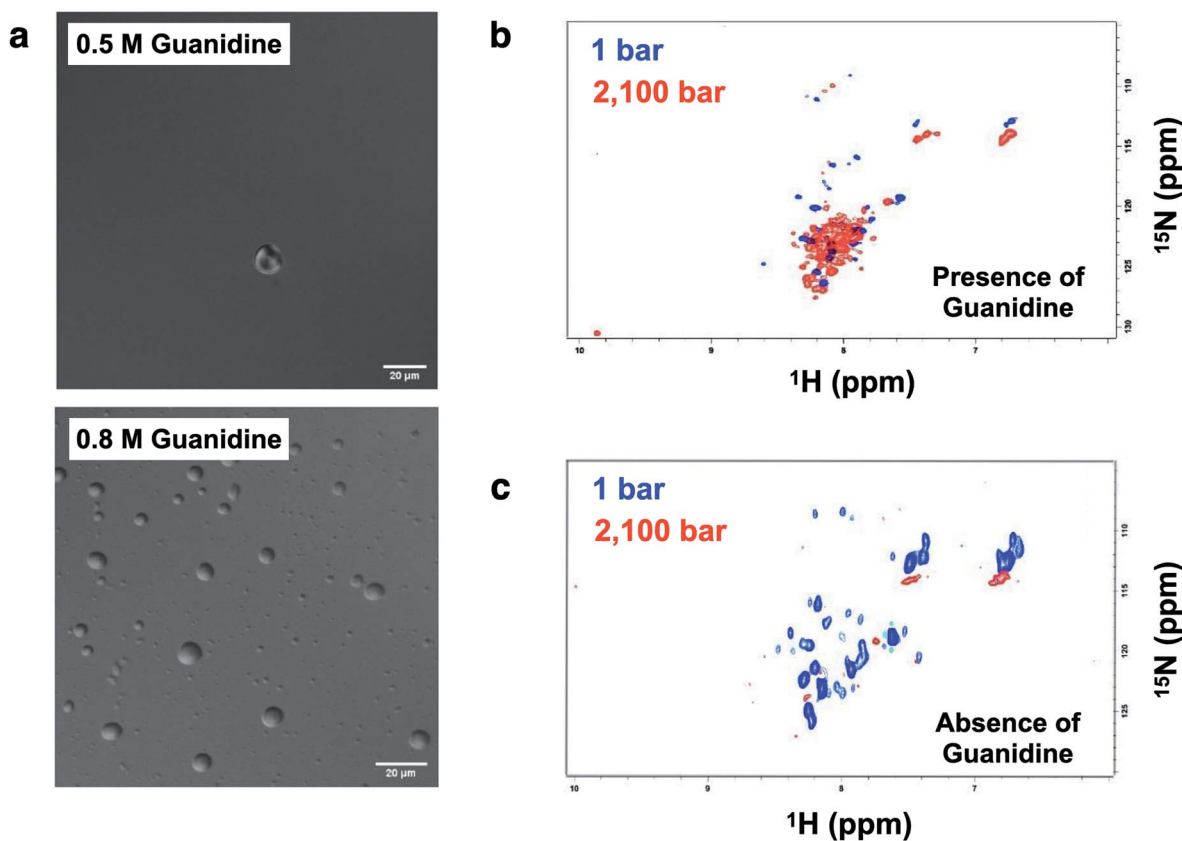 a
0.5 M Guanidine
20 µm
0.8 M Guanidine
20 µm
b
1 bar
2,100 bar
110
115
120
125
130
Presence of
Guanidine
10
9
8
7
¹H (ppm)
¹⁵N (ppm)
c
1 bar
2,100 bar
110
115
120
125
Absence of
Guanidine
10
9
8
7
¹H (ppm)
¹⁵N (ppm)